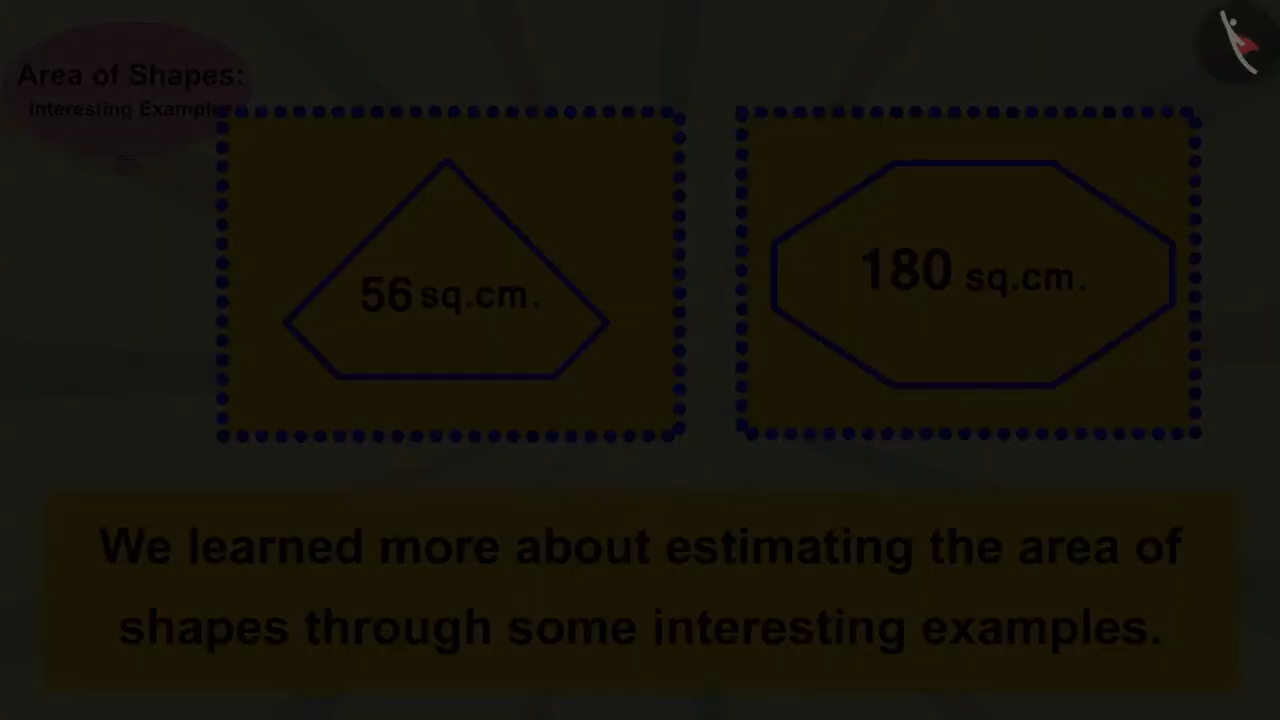 Area of Shapes:
Interesting Example
56 sq.cm.
180 sq.cm.
We learned more about estimating the area of
shapes through some interesting examples.